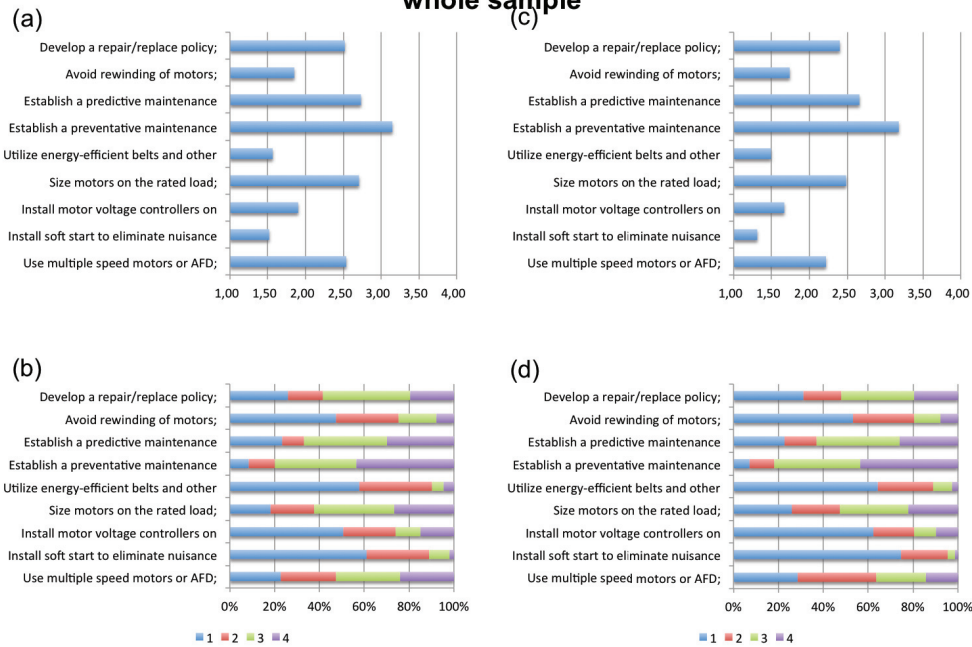 whole sample
(a)
Develop a repair/replace policy;
Avoid rewinding of motors;
Establish a predictive maintenance
Establish a preventative maintenance
Utilize energy-efficient belts and other
Size motors on the rated load;
Install motor voltage controllers on
Install soft start to eliminate nuisance
Use multiple speed motors or AFD;
1,00 1,50 2,00 2,50 3,00 3,50 4,00
(c)
Develop a repair/replace policy;
Avoid rewinding of motors;
Establish a predictive maintenance
Establish a preventative maintenance
Utilize energy-efficient belts and other
Size motors on the rated load;
Install motor voltage controllers on
Install soft start to eliminate nuisance
Use multiple speed motors or AFD;
1,00 1,50 2,00 2,50 3,00 3,50 4,00
(b)
Develop a repair/replace policy;
Avoid rewinding of motors;
Establish a predictive maintenance
Establish a preventative maintenance
Utilize energy-efficient belts and other
Size motors on the rated load;
Install motor voltage controllers on
Install soft start to eliminate nuisance
Use multiple speed motors or AFD;
0% 20% 40% 60% 80% 100%
1 2 3 4
(d)
Develop a repair/replace policy;
Avoid rewinding of motors;
Establish a predictive maintenance
Establish a preventative maintenance
Utilize energy-efficient belts and other
Size motors on the rated load;
Install motor voltage controllers on
Install soft start to eliminate nuisance
Use multiple speed motors or AFD;
0% 20% 40% 60% 80% 100%
1 2 3 4